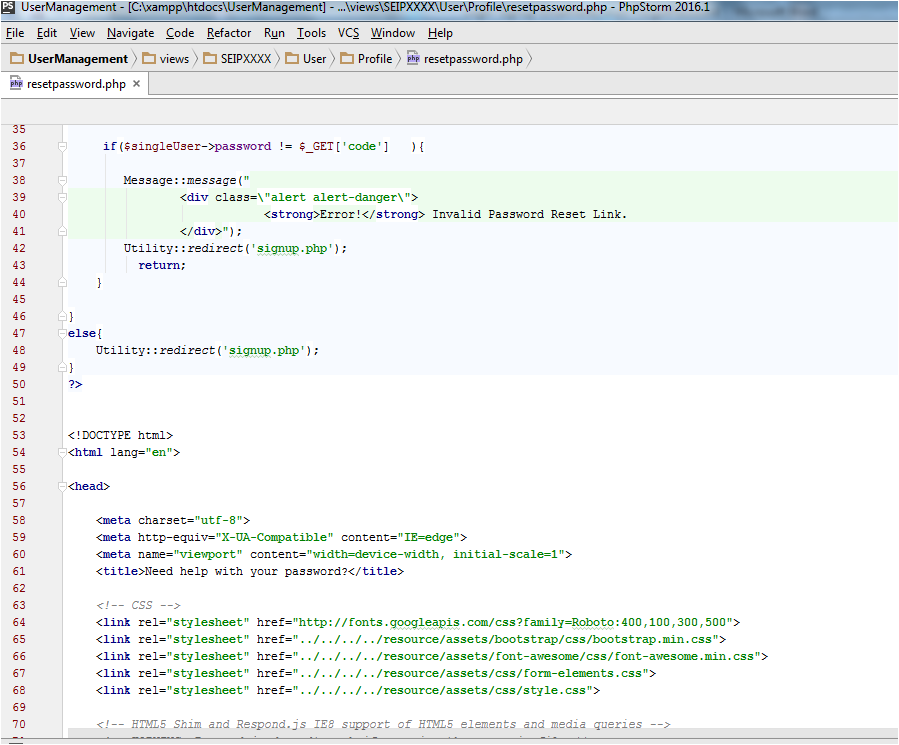 PS UserManagement - [C:\xampp\htdocs\UserManagement] - ...\views\SEIPXXXX\User\Profile\resetpassword.php - PhpStorm 2016.1
File Edit View Navigate Code Refactor Run Tools VCS Window Help
UserManagement views SEIPXXXX User Profile php resetpassword.php
php resetpassword.php ×
35
36 if($singleUser->password != $_GET['code'] ){
37
38 Message::message("
39 <div class=\"alert alert-danger\">
40 <strong>Error!</strong> Invalid Password Reset Link.
41 </div>");
42 Utility::redirect('signup.php');
43 return;
44 }
45
46 }
47 else{
48 Utility::redirect('signup.php');
49 }
50 ?>
51
52
53 <!DOCTYPE html>
54 <html lang="en">
55
56 <head>
57
58 <meta charset="utf-8">
59 <meta http-equiv="X-UA-Compatible" content="IE=edge">
60 <meta name="viewport" content="width=device-width, initial-scale=1">
61 <title>Need help with your password?</title>
62
63 <!-- CSS -->
64 <link rel="stylesheet" href="http://fonts.googleapis.com/css?family=Roboto:400,100,300,500">
65 <link rel="stylesheet" href="../../../../resource/assets/bootstrap/css/bootstrap.min.css">
66 <link rel="stylesheet" href="../../../../resource/assets/font-awesome/css/font-awesome.min.css">
67 <link rel="stylesheet" href="../../../../resource/assets/css/form-elements.css">
68 <link rel="stylesheet" href="../../../../resource/assets/css/style.css">
69
70 <!-- HTML5 Shim and Respond.js IE8 support of HTML5 elements and media queries -->